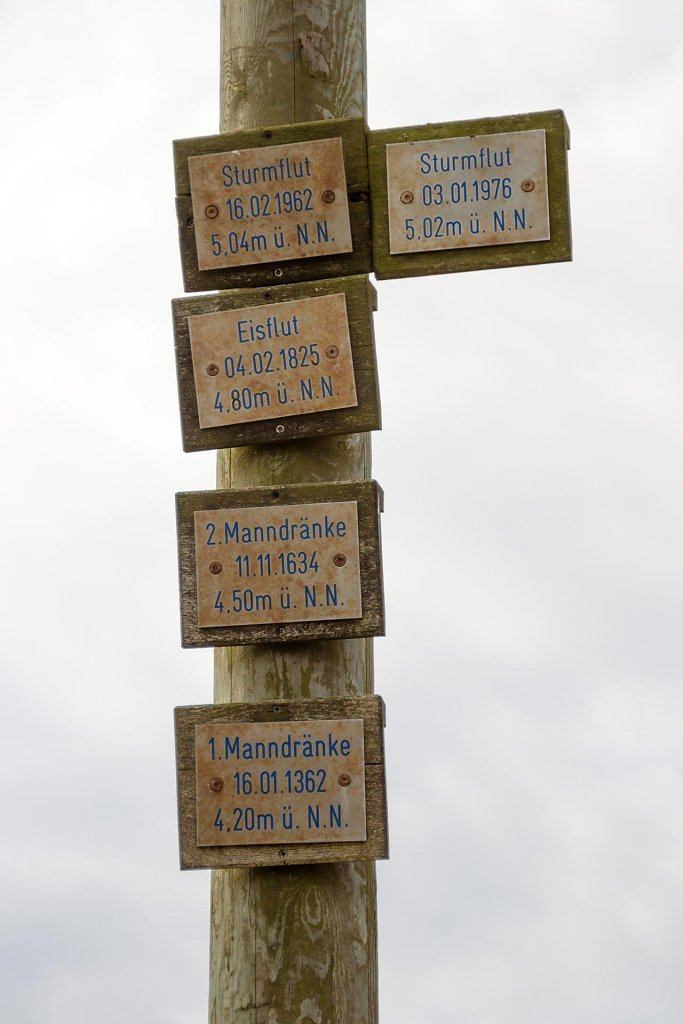 Sturmflut
16.02.1962
5,04m ü. N.N.
Sturmflut
03.01.1976
5,02m ü. N.N.
Eisflut
04.02.1825
4,80m ü. N.N.
2.Manndränke
11.11.1634
4,50m ü. N.N.
1.Manndränke
16.01.1362
4,20m ü. N.N.